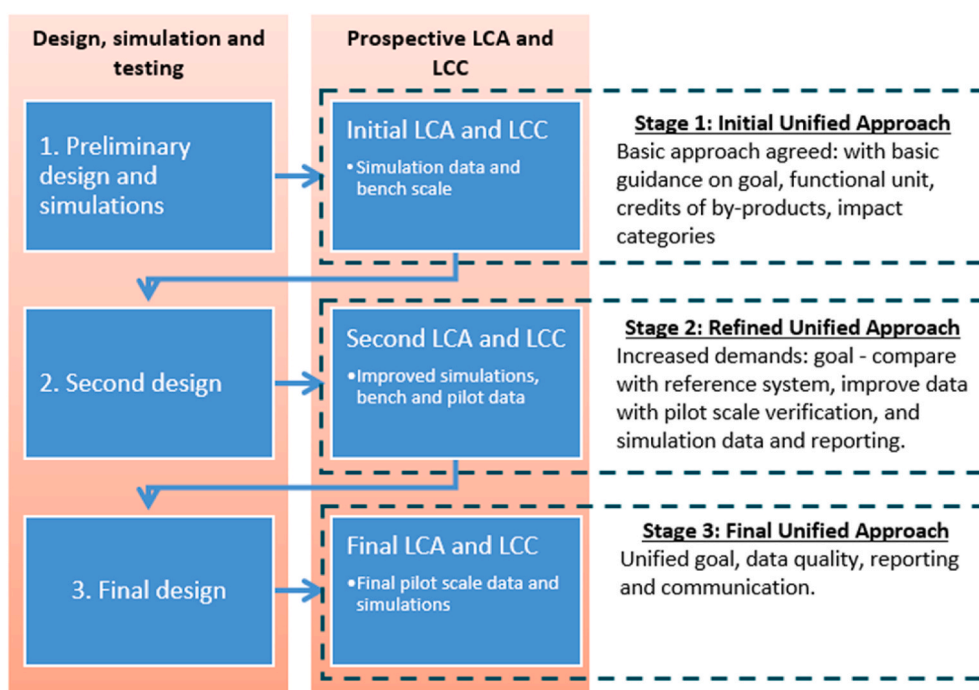 Design, simulation and
testing
Prospective LCA and
LCC
1. Preliminary
design and
simulations
Initial LCA and LCC
•Simulation data and
bench scale
Stage 1: Initial Unified Approach
Basic approach agreed: with basic
guidance on goal, functional unit,
credits of by-products, impact
categories
2. Second design
Second LCA and LCC
•Improved simulations,
bench and pilot data
Stage 2: Refined Unified Approach
Increased demands: goal - compare
with reference system, improve data
with pilot scale verification, and
simulation data and reporting.
3. Final design
Final LCA and LCC
•Final pilot scale data and
simulations
Stage 3: Final Unified Approach
Unified goal, data quality, reporting
and communication.